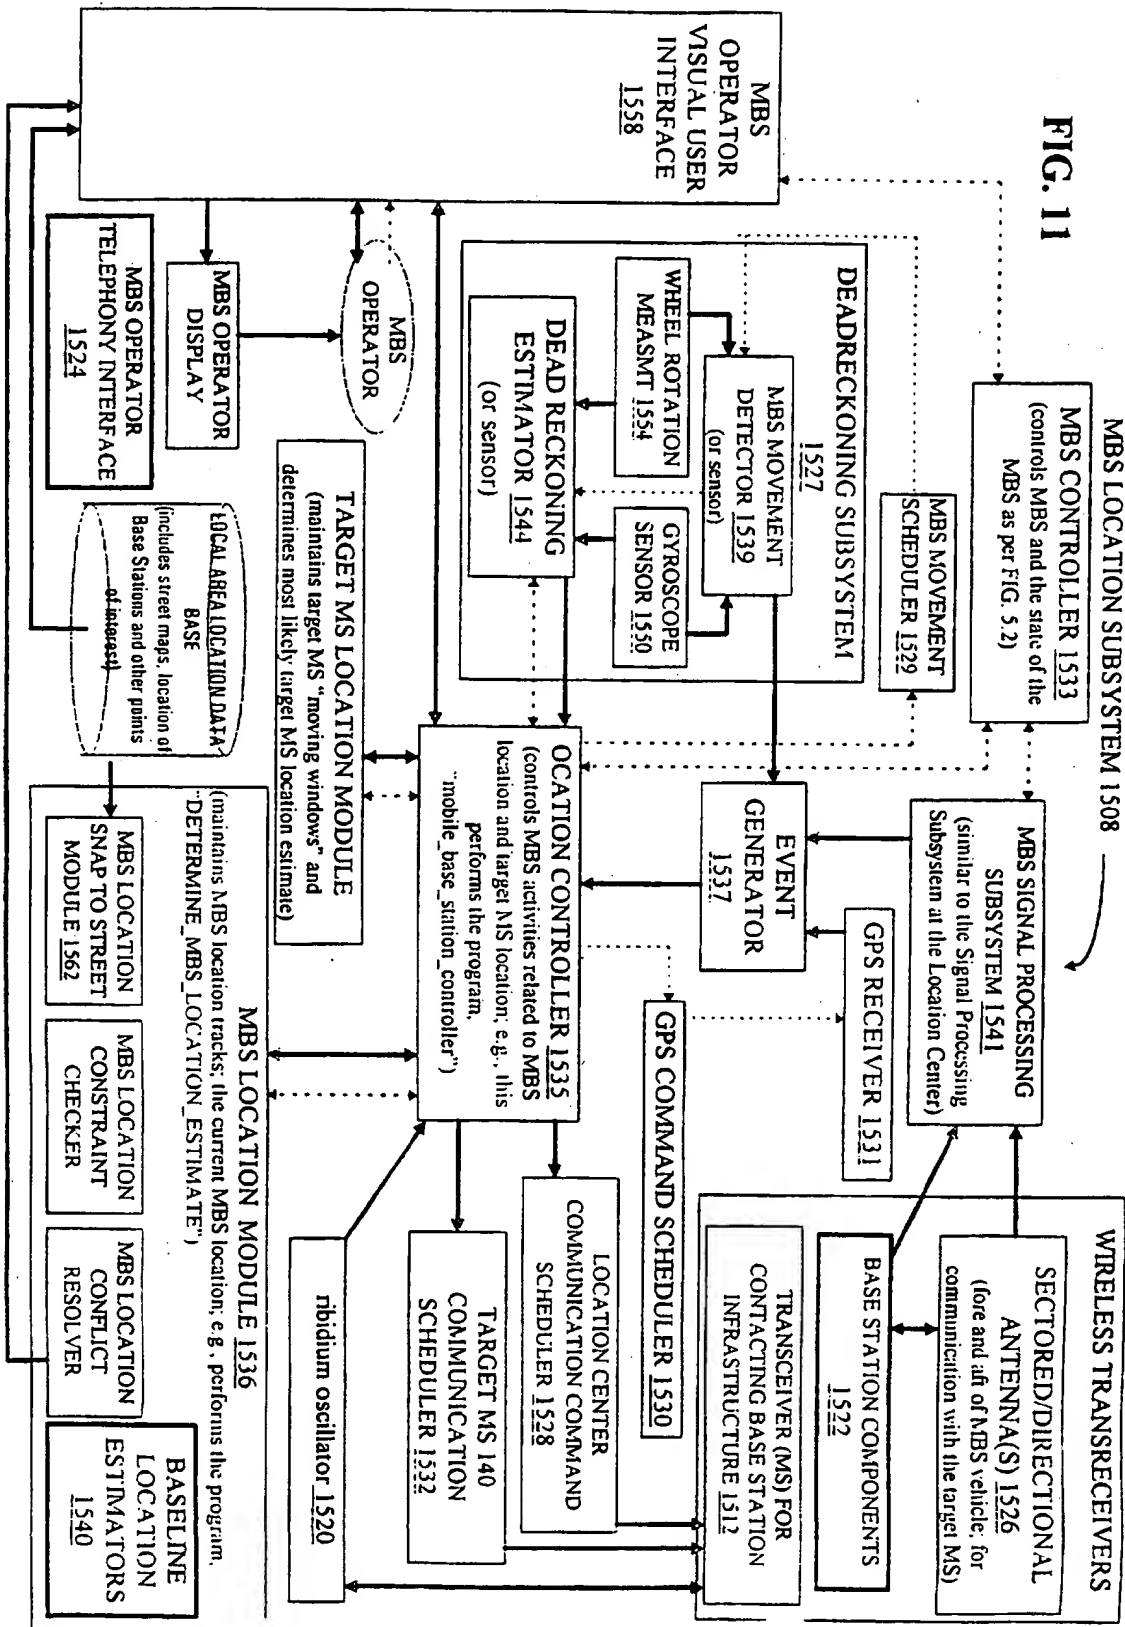 FIG. 11
MBS LOCATION SUBSYSTEM 1508
MBS CONTROLLER 1533
(controls MBS and the state of the
MBS as per FIG. 5.2)
MBS SIGNAL PROCESSING
SUBSYSTEM 1541
(similar to the Signal Processing
Subsystem at the Location Center)
WIRELESS TRANSRECEIVERS
SECTORED/DIRECTIONAL
ANTENNA(S) 1526
(fore and aft of MBS vehicle; for
communication with the target MS)
BASE STATION COMPONENTS
1522
TRANSCEIVER (MS) FOR
CONTACTING BASE STATION
INFRASTRUCTURE 1512
MBS MOVEMENT
SCHEDULER 1529
GPS RECEIVER 1531
DEADRECKONING SUBSYSTEM
1527
MBS MOVEMENT
DETECTOR 1539
(or sensor)
WHEEL ROTATION
MEASMT 1554
GYROSCOPE
SENSOR 1550
DEAD RECKONING
ESTIMATOR 1544
(or sensor)
EVENT
GENERATOR
1537
GPS COMMAND SCHEDULER 1530
MBS
OPERATOR
VISUAL USER
INTERFACE
1558
OCATION CONTROLLER 1535
(controls MBS activities related to MBS
location and target MS location; e.g., this
performs the program,
"mobile_base_station_controller")
LOCATION CENTER
COMMUNICATION COMMAND
SCHEDULER 1528
TARGET MS 140
COMMUNICATION
SCHEDULER 1532
ribidium oscillator 1520
MBS
OPERATOR
MBS OPERATOR
DISPLAY
MBS OPERATOR
TELEPHONY INTERFACE
1524
TARGET MS LOCATION MODULE
(maintains target MS "moving windows" and
determines most likely target MS location estimate)
LOCAL AREA LOCATION DATA
BASE
(includes street maps, location of
Base Stations and other points
of interest)
MBS LOCATION MODULE 1536
(maintains MBS location tracks; the current MBS location; e.g., performs the program,
"DETERMINE_MBS_LOCATION_ESTIMATE")
MBS LOCATION
SNAP TO STREET
MODULE 1562
MBS LOCATION
CONSTRAINT
CHECKER
MBS LOCATION
CONFLICT
RESOLVER
BASELINE
LOCATION
ESTIMATORS
1540